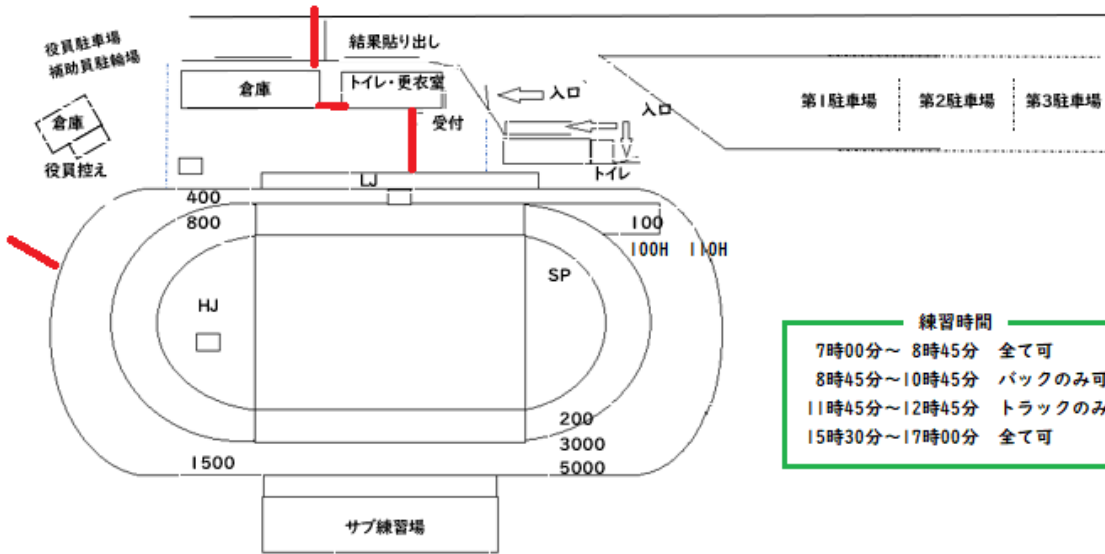 役員駐車場
補助員駐輪場
結果貼り出し
倉庫
トイレ・更衣室
入口
入口
第1駐車場
第2駐車場
第3駐車場
倉庫
受付
役員控え
トイレ
LJ
400
800
100
100H 110H
SP
HJ
練習時間
7時00分～ 8時45分 全て可
8時45分～10時45分 バックのみ可
11時45分～12時45分 トラックのみ
15時30分～17時00分 全て可
200
3000
1500
5000
サブ練習場